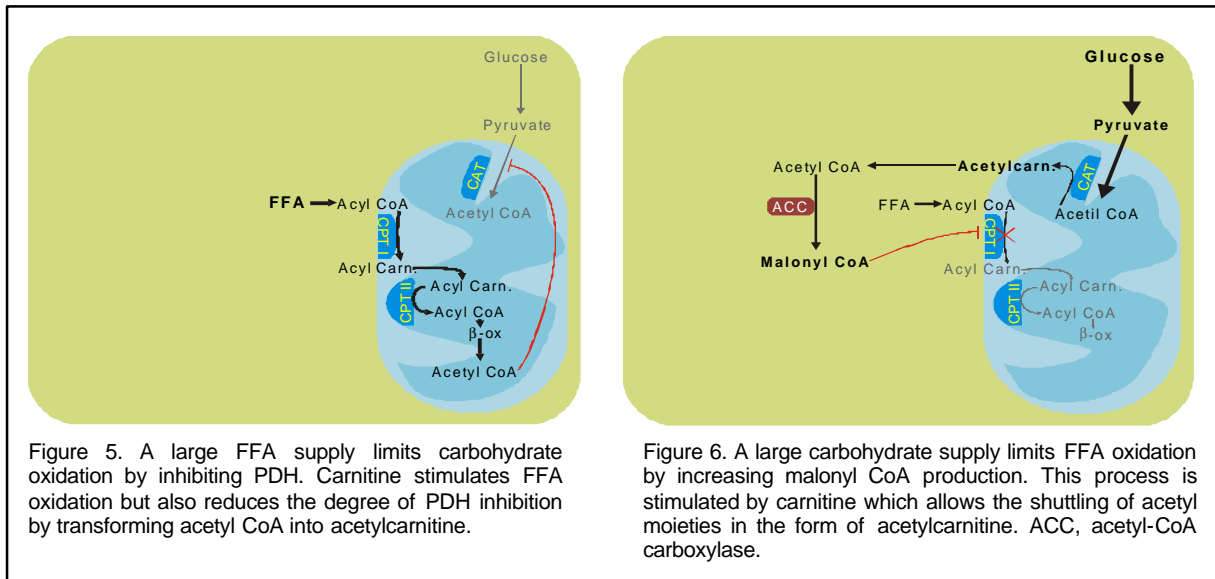 Glucose
Pyruvate
CAT
Acetyl CoA
FFA
Acyl CoA
CPT I
Acyl Carn.
Acyl Carn.
CPT II
Acyl CoA
β-ox
Acetyl CoA
Figure 5. A large FFA supply limits carbohydrate
oxidation by inhibiting PDH. Carnitine stimulates FFA
oxidation but also reduces the degree of PDH inhibition
by transforming acetyl CoA into acetylcarnitine.
Glucose
Pyruvate
Acetyl CoA
Acetylcarn.
CAT
ACC
FFA
Acyl CoA
Acetil CoA
CPT I
Malonyl CoA
Acyl Carn.
CPT II
Acyl Carn.
Acyl CoA
β-ox
Figure 6. A large carbohydrate supply limits FFA oxidation
by increasing malonyl CoA production. This process is
stimulated by carnitine which allows the shuttling of acetyl
moieties in the form of acetylcarnitine. ACC, acetyl-CoA
carboxylase.